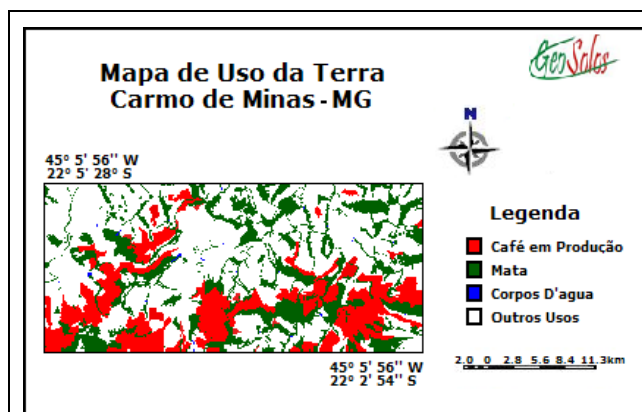 Mapa de Uso da Terra
Carmo de Minas - MG
GeoSolos
N
45° 5' 56'' W
22° 5' 28° S
Legenda
Café em Produção
Mata
Corpos D'agua
Outros Usos
45° 5' 56'' W
22° 2' 54'' S
2.0 0 2.8 5.6 8.4 11.3km